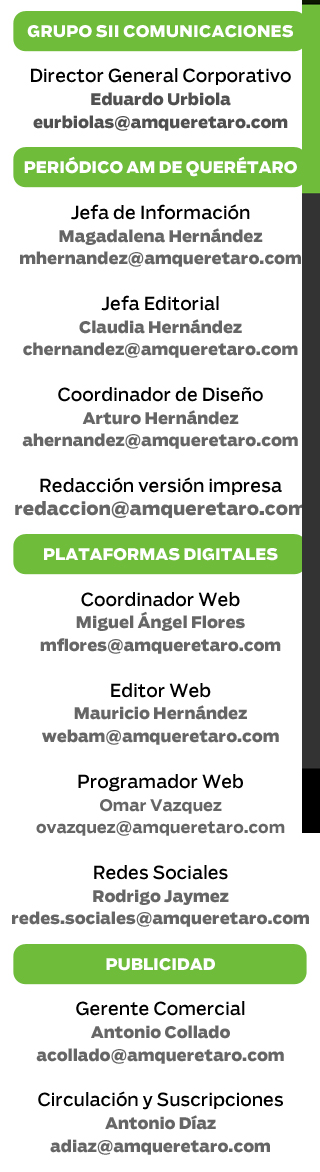 GRUPO SII COMUNICACIONES
Director General Corporativo
Eduardo Urbiola
eurbiolas@amqueretaro.com
PERIÓDICO AM DE QUERÉTARO
Jefa de Información
Magadalena Hernández
mhernandez@amqueretaro.com
Jefa Editorial
Claudia Hernández
chernandez@amqueretaro.com
Coordinador de Diseño
Arturo Hernández
ahernandez@amqueretaro.com
Redacción versión impresa
redaccion@amqueretaro.com
PLATAFORMAS DIGITALES
Coordinador Web
Miguel Ángel Flores
mflores@amqueretaro.com
Editor Web
Mauricio Hernández
webam@amqueretaro.com
Programador Web
Omar Vazquez
ovazquez@amqueretaro.com
Redes Sociales
Rodrigo Jaymez
redes.sociales@amqueretaro.com
PUBLICIDAD
Gerente Comercial
Antonio Collado
acollado@amqueretaro.com
Circulación y Suscripciones
Antonio Díaz
adiaz@amqueretaro.com